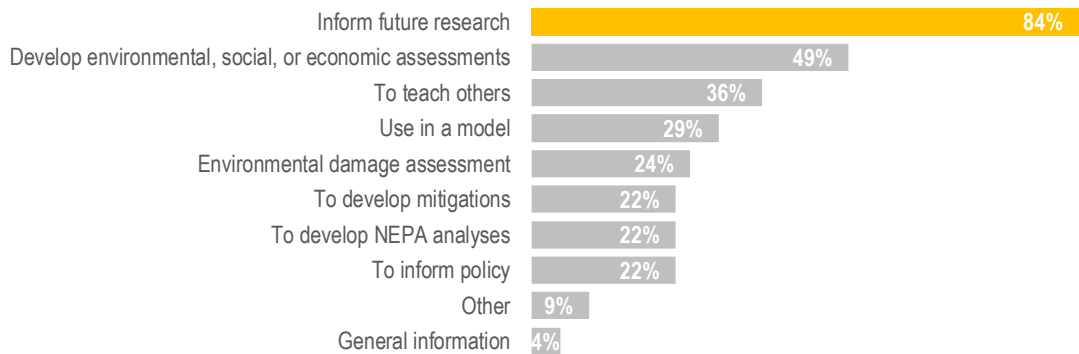 Inform future research 84%
Develop environmental, social, or economic assessments 49%
To teach others 36%
Use in a model 29%
Environmental damage assessment 24%
To develop mitigations 22%
To develop NEPA analyses 22%
To inform policy 22%
Other 9%
General information 4%